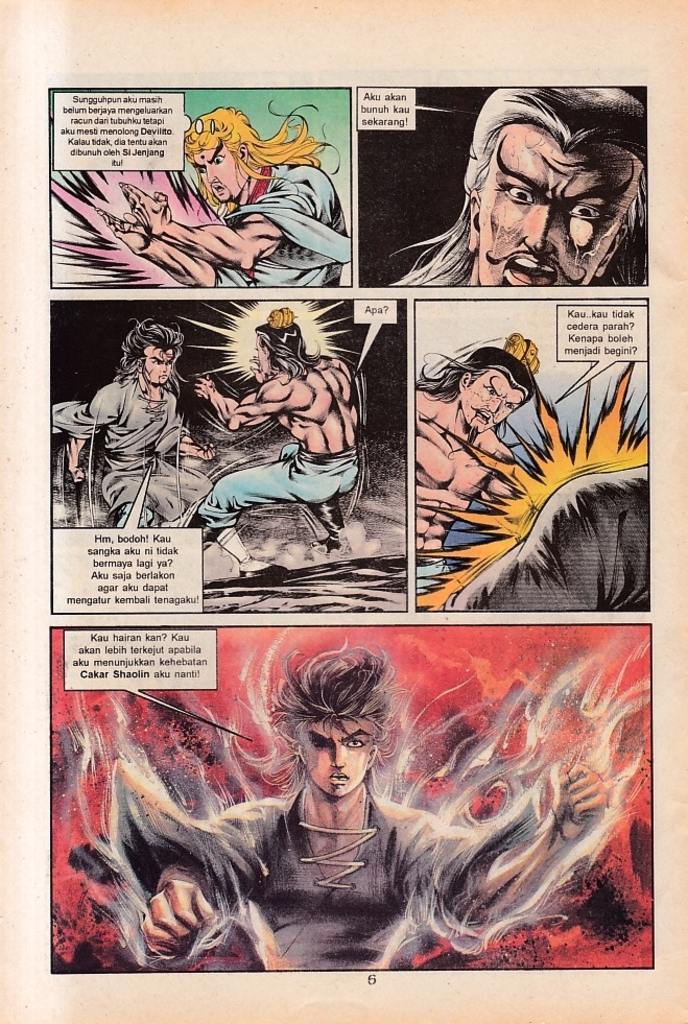 Sungguhpun aku masih
belum berjaya mengeluarkan
racun dari tubuhku tetapi
aku mesti menolong Devilito.
Kalau tidak, dia tentu akan
dibunuh oleh Si Jenjang
itu!
Aku akan
bunuh kau
sekarang!
Apa?
Hm, bodoh! Kau
sangka aku ni tidak
bermaya lagi ya?
Aku saja berlakon
agar aku dapat
mengatur kembali tenagaku!
Kau..kau tidak
cedera parah?
Kenapa boleh
menjadi begini?
Kau hairan kan? Kau
akan lebih terkejut apabila
aku menunjukkan kehebatan
Cakar Shaolin aku nanti!
6